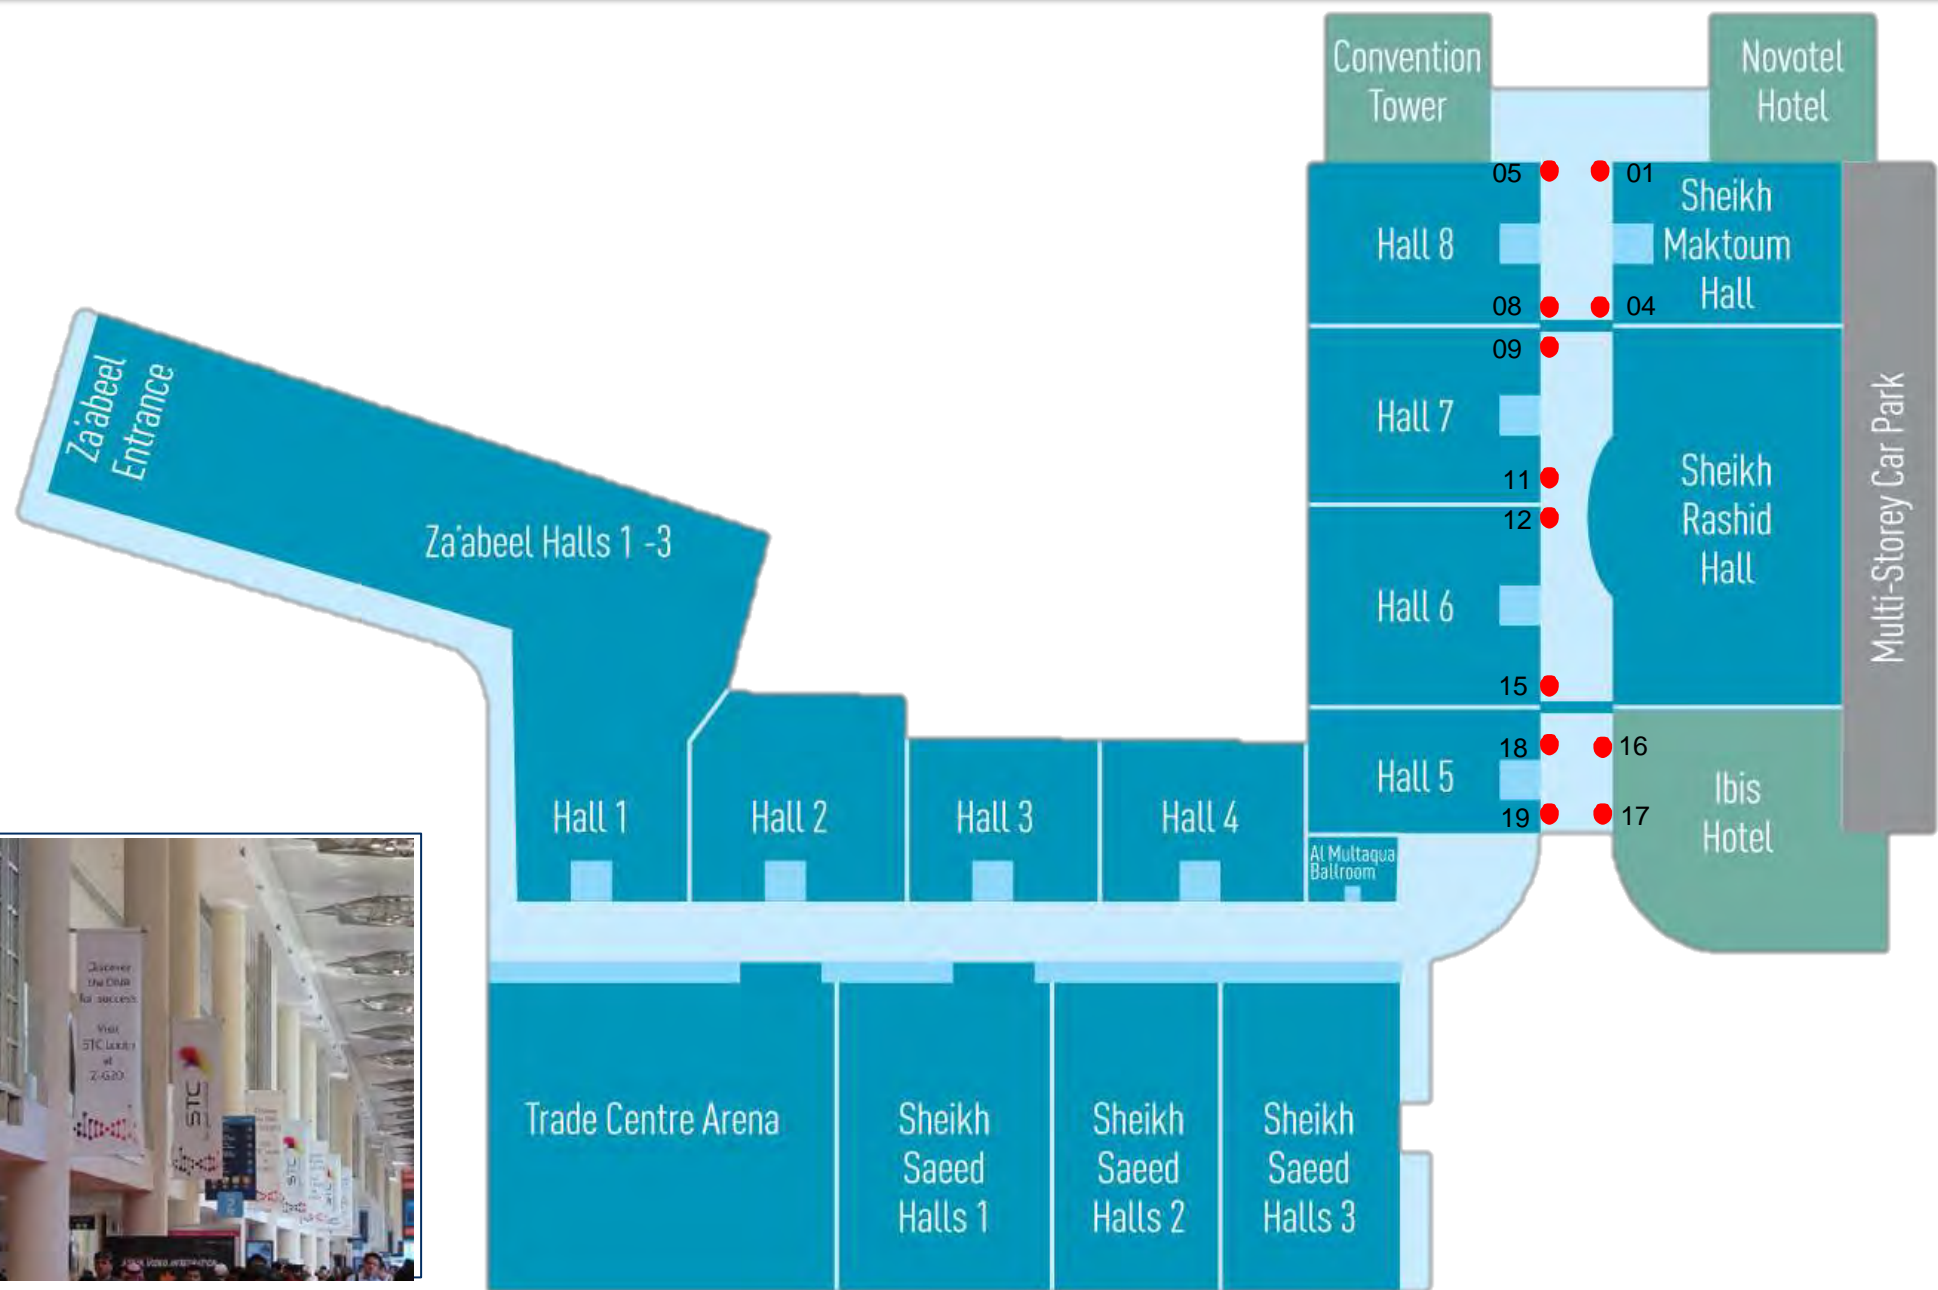 Convention
Tower
Novotel
Hotel
05
01
Hall 8
Sheikh
Maktoum
Hall
08
04
09
Hall 7
11
12
Sheikh
Rashid
Hall
Multi-Storey Car Park
Hall 6
15
18
16
Hall 5
19
17
Ibis
Hotel
Za'abeel
Entrance
Za'abeel Halls 1 -3
Hall 1
Hall 2
Hall 3
Hall 4
Al Multaqua
Ballroom
Trade Centre Arena
Sheikh
Saeed
Halls 1
Sheikh
Saeed
Halls 2
Sheikh
Saeed
Halls 3
Discover
the DNA
for success
Visit
STC
at
STC
STC